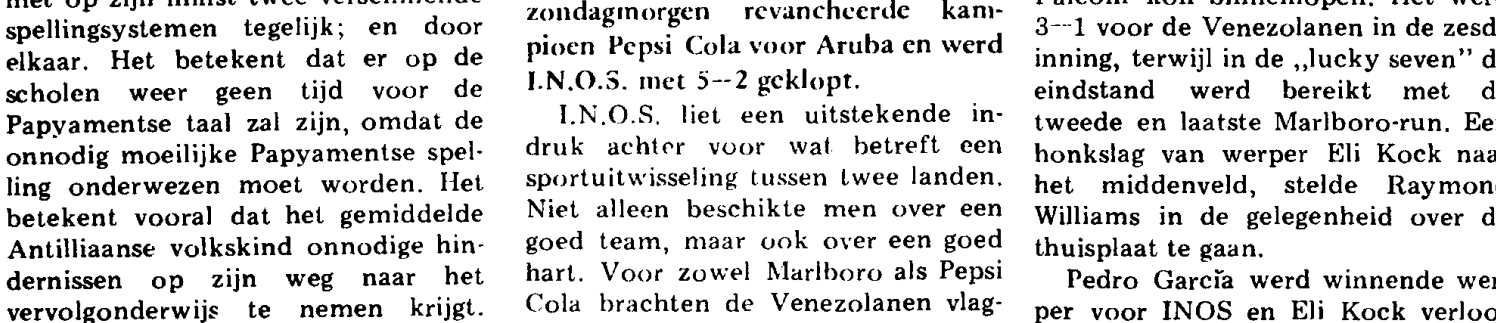 spellingsystemen tegelijk; en door
elkaar. Het betekent dat er op de
scholen weer geen tijd voor de
Papyamentse taal zal zijn, omdat de
onnodig moeilijke Papyamentse spel-
ling onderwezen moet worden. Het
betekent vooral dat het gemiddelde
Antilliaanse volkskind onnodige hin-
dernissen op zijn weg naar het
vervolgonderwijs te nemen krijgt.
zondagmorgen revancheerde kam-
pioen Pepsi Cola voor Aruba en werd
I.N.O.S. met 5--2 geklopt.
I.N.O.S. liet een uitstekende in-
druk achter voor wat betreft een
sportuitwisseling tussen twee landen.
Niet alleen beschikte men over een
goed team, maar ook over een goed
hart. Voor zowel Marlboro als Pepsi
Cola brachten de Venezolanen vlag-
3--1 voor de Venezolanen in de zesd
inning, terwijl in de ,,lucky seven" d
eindstand werd bereikt met d
tweede en laatste Marlboro-run. Ee
honkslag van werper Eli Kock naa
het middenveld, stelde Raymon
Williams in de gelegenheid over d
thuisplaat te gaan.
Pedro García werd winnende wer
per voor INOS en Eli Kock verloo